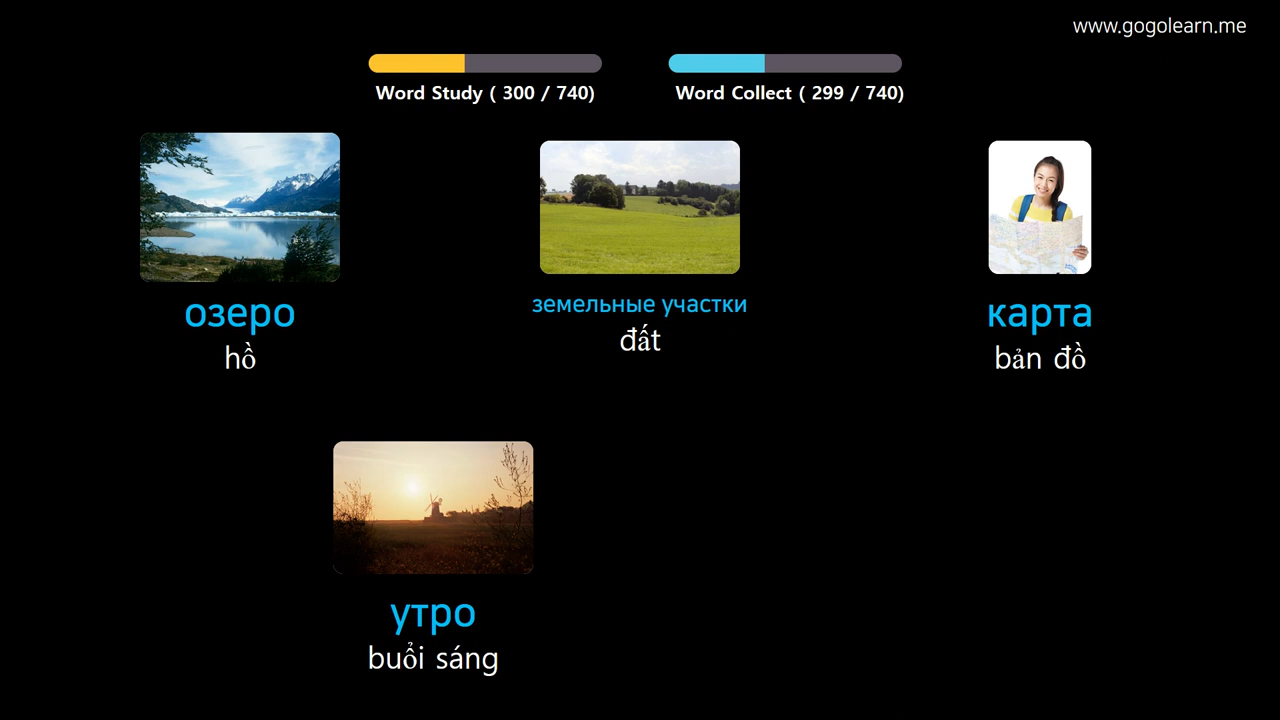 www.gogolearn.me
Word Study ( 300 / 740)
Word Collect ( 299 / 740)
озеро
hồ
земельные участки
đất
карта
bản đồ
утро
buổi sáng